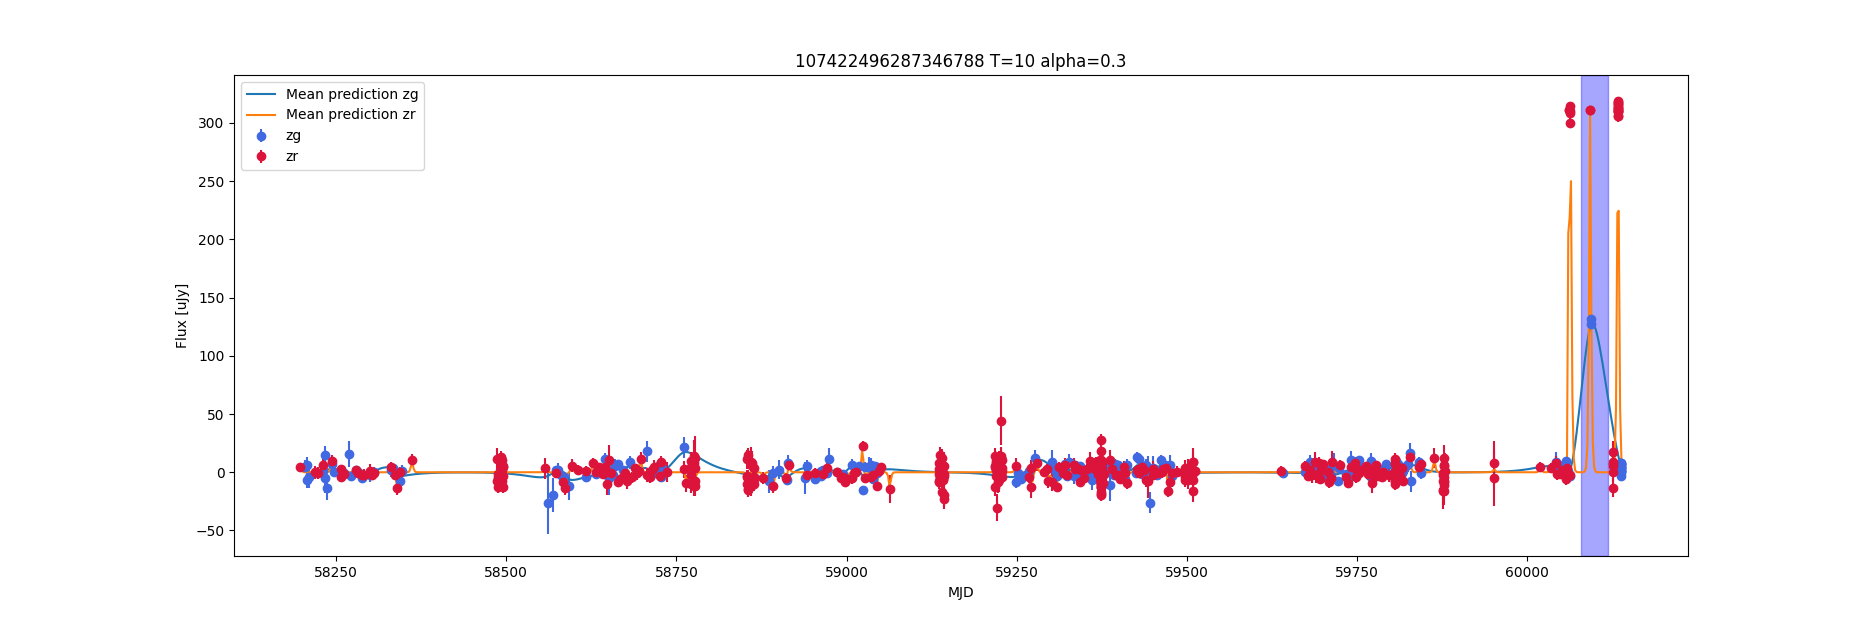 107422496287346788 T=10 alpha=0.3
Mean prediction zg
Mean prediction zr
zg
zr
Flux [uJy]
300
250
200
150
100
50
0
−50
58250 58500 58750 59000 59250 59500 59750 60000
MJD